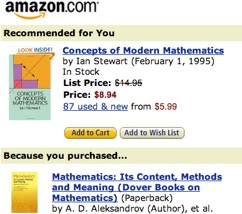 amazon.com
Recommended for You
LOOK INSIDE!
Concepts of Modern Mathematics
by Ian Stewart (February 1, 1995)
In Stock
List Price: $14.95
Price: $8.94
87 used & new from $5.99
CONCEPTS OF
MODERN
MATHEMATICS
Add to Cart
Add to Wish List
Because you purchased...
Mathematics: Its Content, Methods
and Meaning (Dover Books on
Mathematics) (Paperback)
by A. D. Aleksandrov (Author), et al.